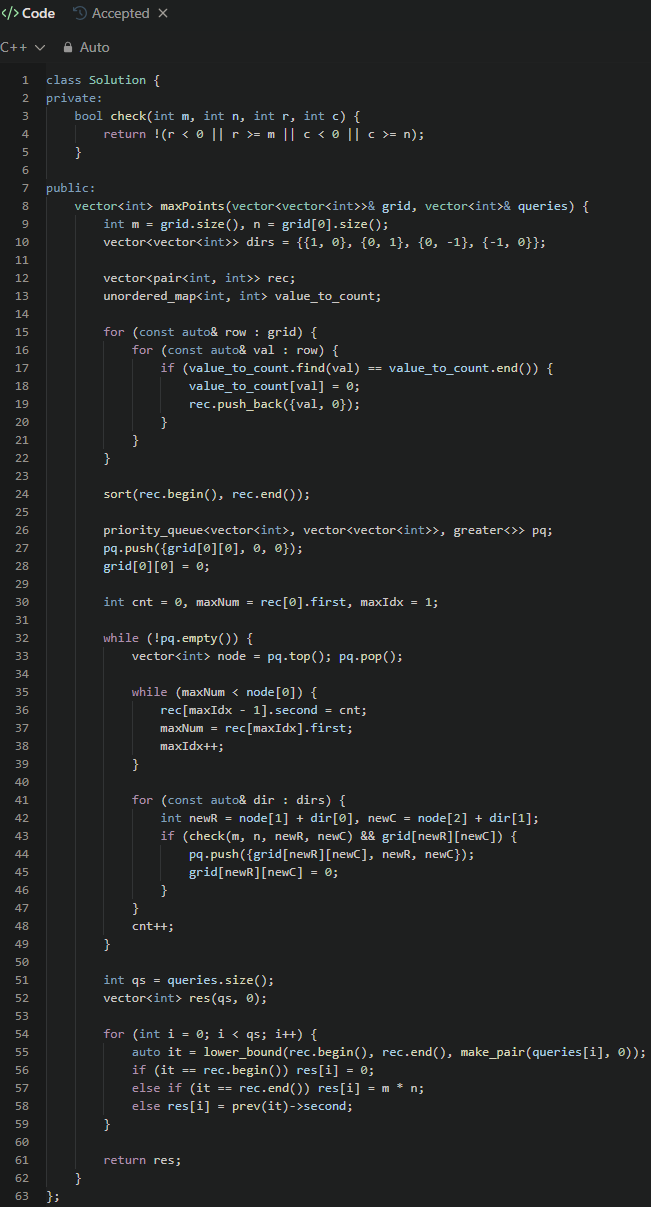 </> Code Accepted ×
C++ Auto
1 class Solution {
2 private:
3 bool check(int m, int n, int r, int c) {
4 return !(r < 0 || r >= m || c < 0 || c >= n);
5 }
6
7 public:
8 vector<int> maxPoints(vector<vector<int>>& grid, vector<int>& queries) {
9 int m = grid.size(), n = grid[0].size();
10 vector<vector<int>> dirs = {{1, 0}, {0, 1}, {0, -1}, {-1, 0}};
11
12 vector<pair<int, int>> rec;
13 unordered_map<int, int> value_to_count;
14
15 for (const auto& row : grid) {
16 for (const auto& val : row) {
17 if (value_to_count.find(val) == value_to_count.end()) {
18 value_to_count[val] = 0;
19 rec.push_back({val, 0});
20 }
21 }
22 }
23
24 sort(rec.begin(), rec.end());
25
26 priority_queue<vector<int>, vector<vector<int>>, greater<>> pq;
27 pq.push({grid[0][0], 0, 0});
28 grid[0][0] = 0;
29
30 int cnt = 0, maxNum = rec[0].first, maxIdx = 1;
31
32 while (!pq.empty()) {
33 vector<int> node = pq.top(); pq.pop();
34
35 while (maxNum < node[0]) {
36 rec[maxIdx - 1].second = cnt;
37 maxNum = rec[maxIdx].first;
38 maxIdx++;
39 }
40
41 for (const auto& dir : dirs) {
42 int newR = node[1] + dir[0], newC = node[2] + dir[1];
43 if (check(m, n, newR, newC) && grid[newR][newC]) {
44 pq.push({grid[newR][newC], newR, newC});
45 grid[newR][newC] = 0;
46 }
47 }
48 cnt++;
49 }
50
51 int qs = queries.size();
52 vector<int> res(qs, 0);
53
54 for (int i = 0; i < qs; i++) {
55 auto it = lower_bound(rec.begin(), rec.end(), make_pair(queries[i], 0));
56 if (it == rec.begin()) res[i] = 0;
57 else if (it == rec.end()) res[i] = m * n;
58 else res[i] = prev(it)->second;
59 }
60
61 return res;
62 }
63 };